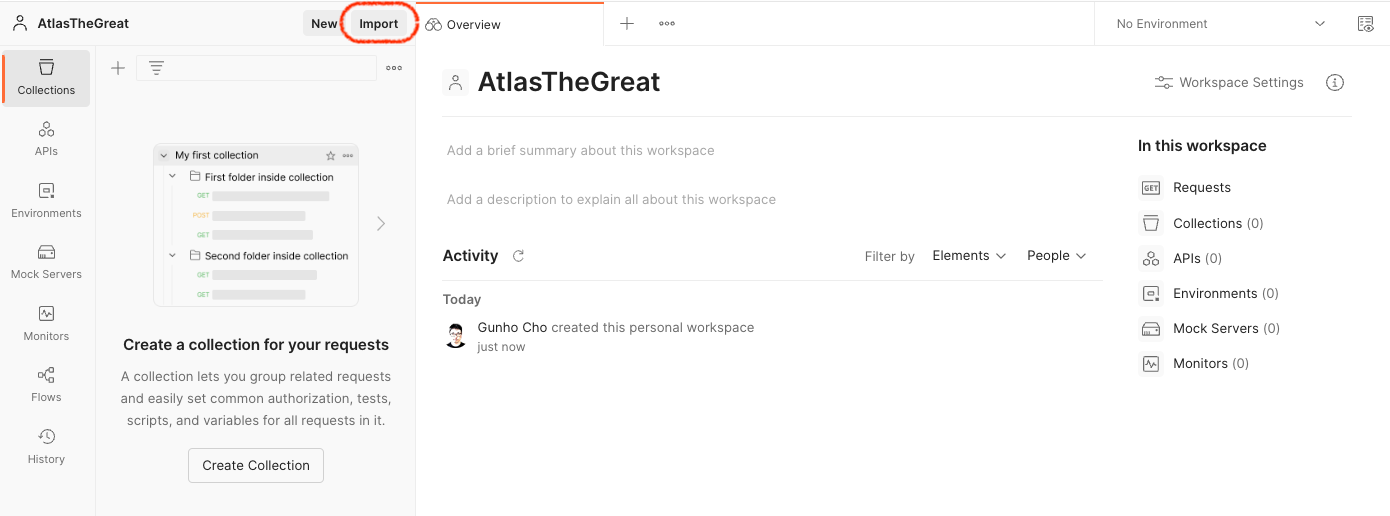 AtlasTheGreat
New
Import
Overview
No Environment
Collections
APIs
Environments
Mock Servers
Monitors
Flows
History
My first collection
First folder inside collection
GET
POST
GET
Second folder inside collection
GET
GET
Create a collection for your requests
A collection lets you group related requests
and easily set common authorization, tests,
scripts, and variables for all requests in it.
Create Collection
AtlasTheGreat
Workspace Settings
Add a brief summary about this workspace
Add a description to explain all about this workspace
Activity
Filter by
Elements
People
Today
Gunho Cho created this personal workspace
just now
In this workspace
GET Requests
Collections (0)
APIs (0)
Environments (0)
Mock Servers (0)
Monitors (0)